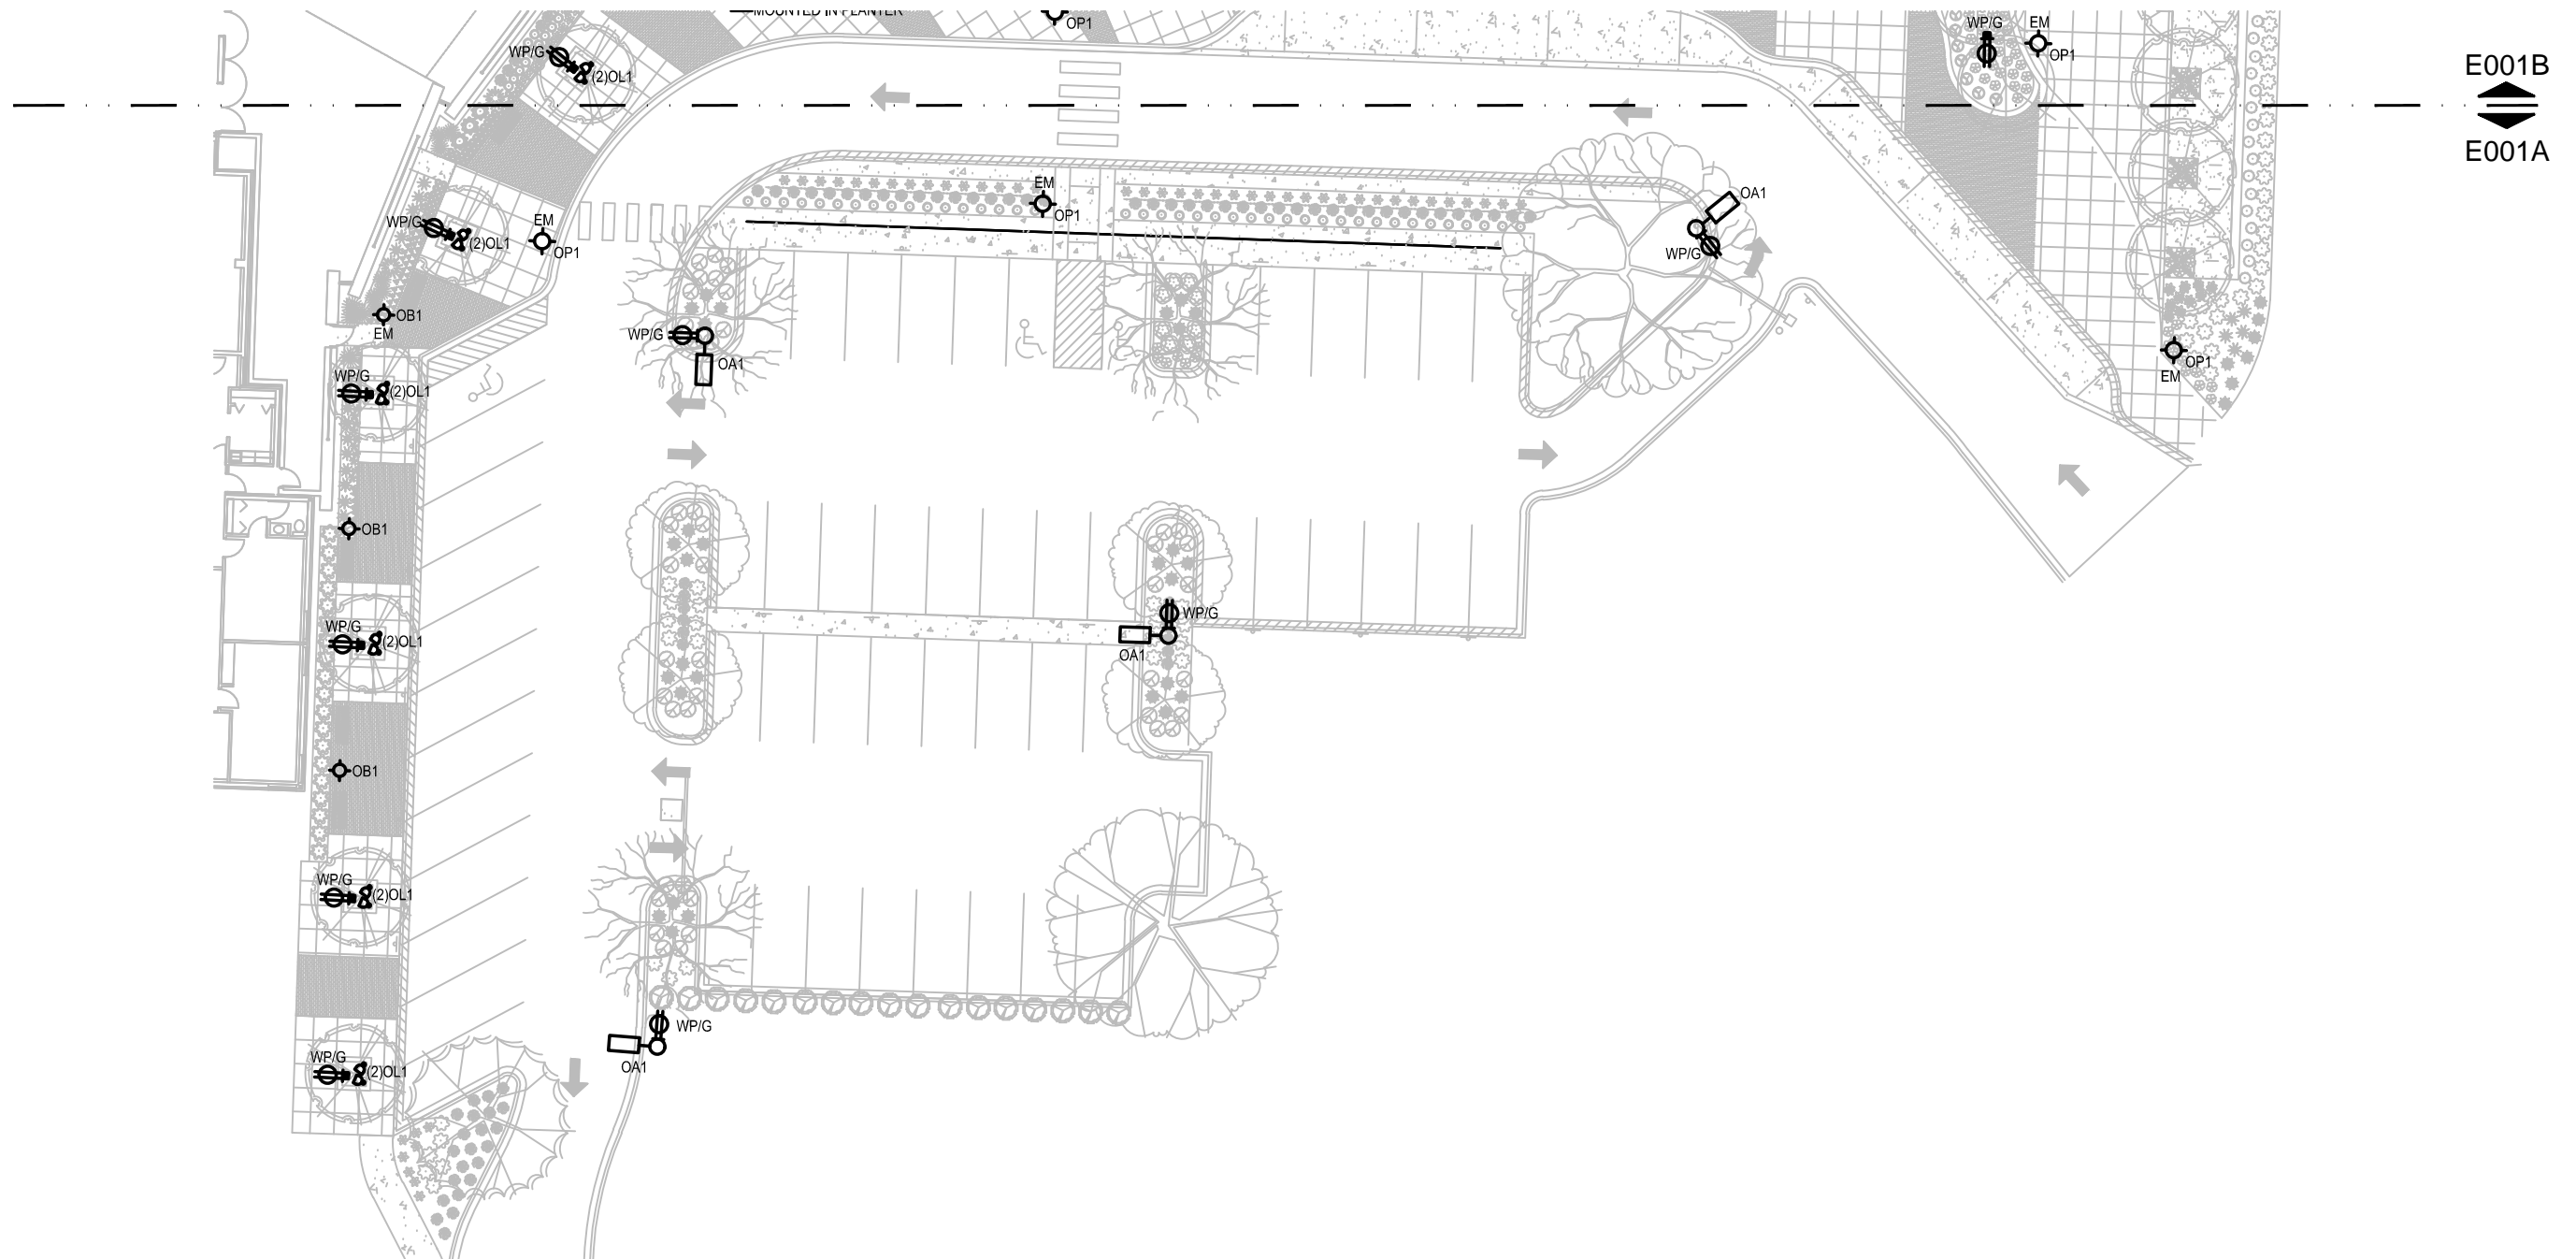 MOUNTED IN PLANTER
OP1
WP/G
EM
OP1
WP/G
(2)OL1
E001B
E001A
EM
OP1
OA1
WP/G
WP/G
(2)OL1
EM
OP1
OB1
EM
WP/G
OA1
OP1
EM
WP/G
(2)OL1
OB1
WP/G
OA1
WP/G
(2)OL1
OB1
WP/G
(2)OL1
WP/G
OA1
WP/G
(2)OL1